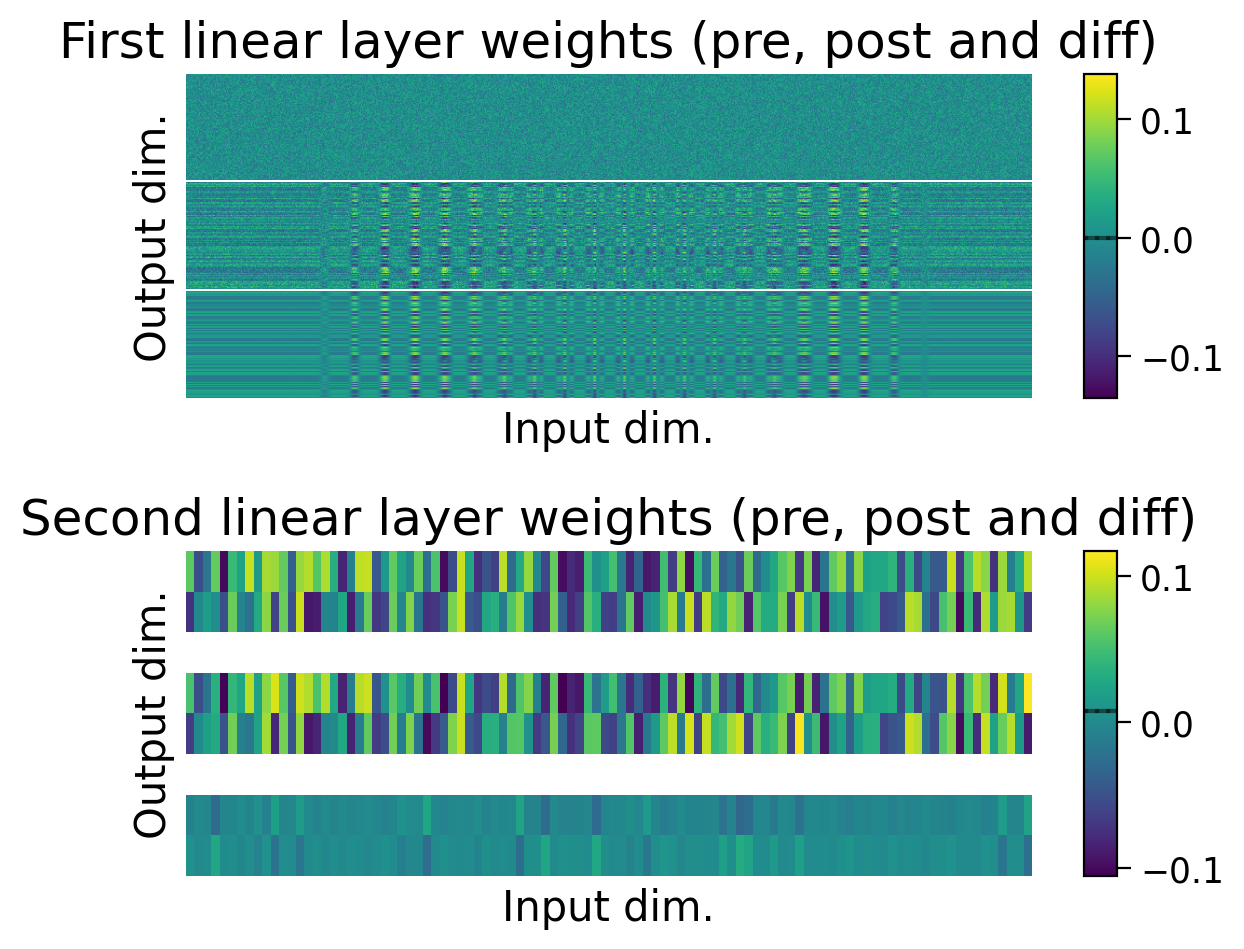 First linear layer weights (pre, post and diff)
Output dim.
0.1
0.0
−0.1
Input dim.
Second linear layer weights (pre, post and diff)
Output dim.
0.1
0.0
−0.1
Input dim.